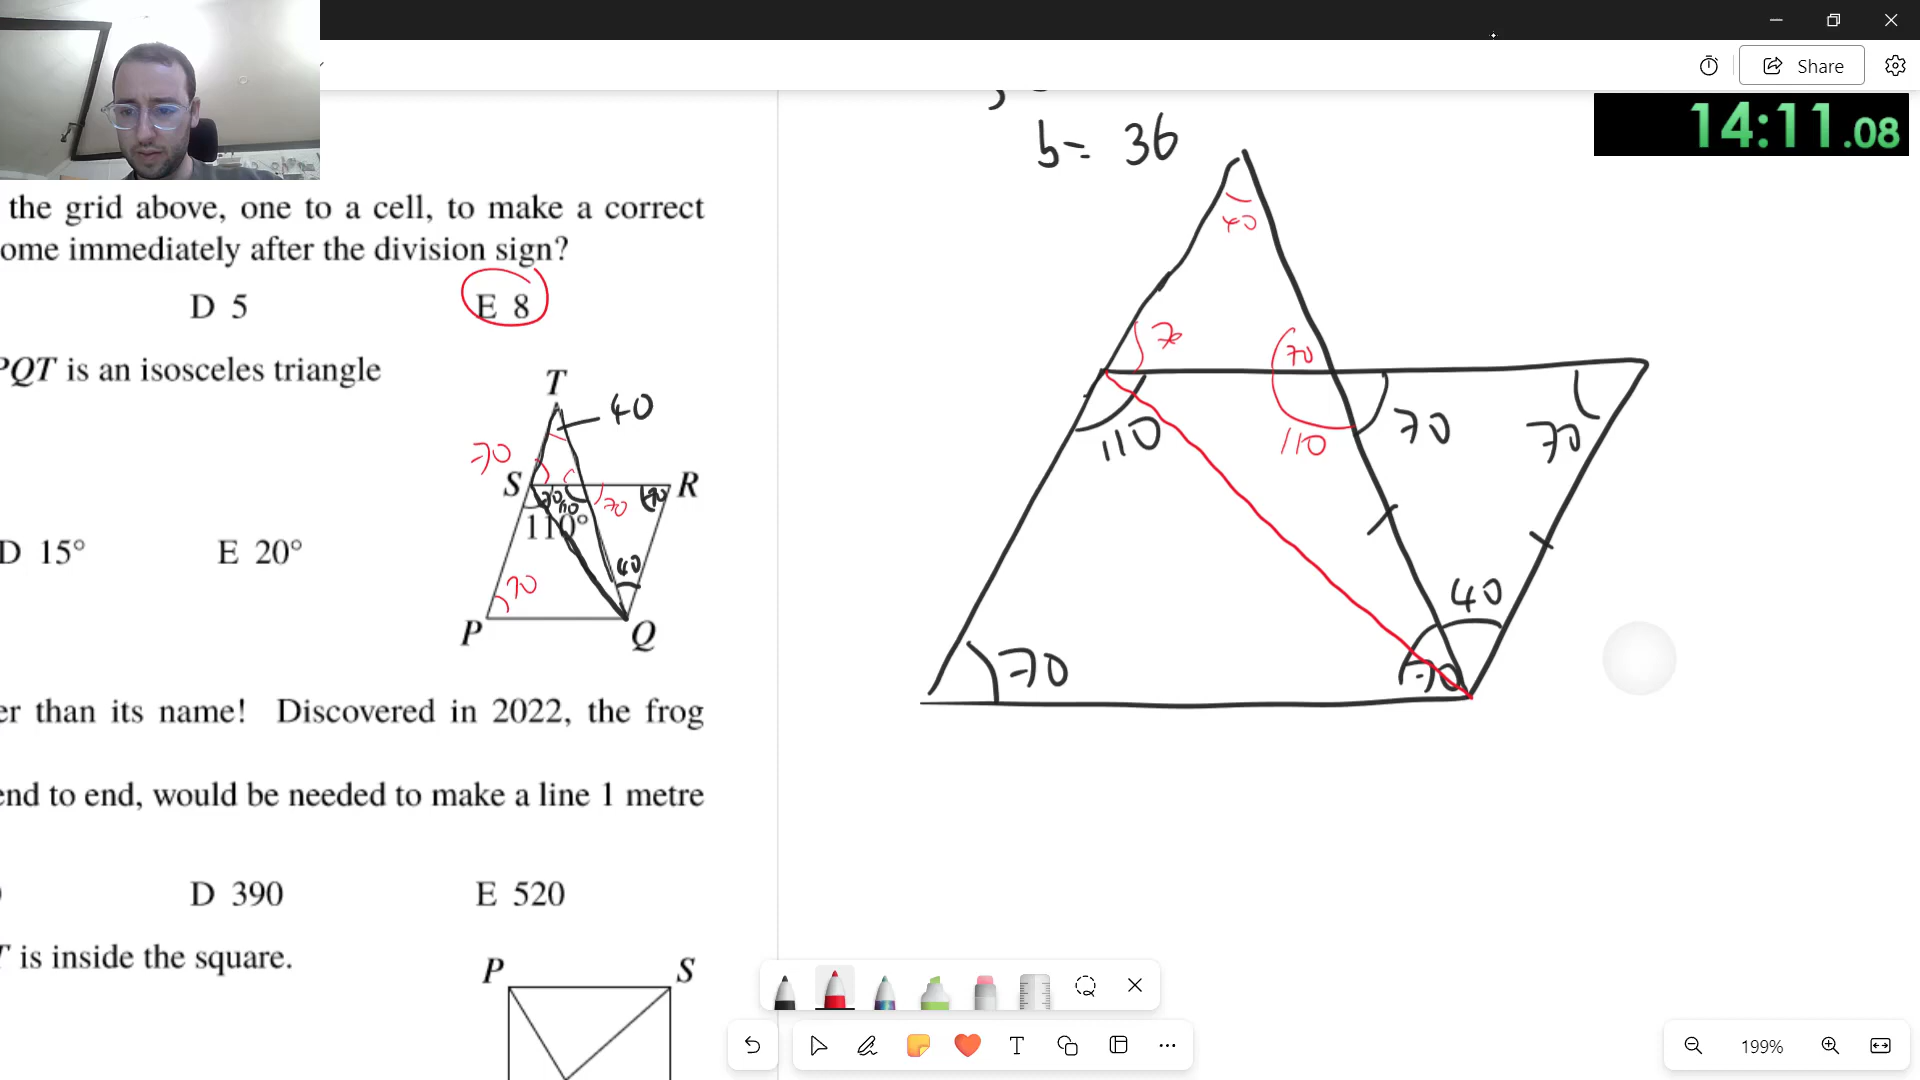 Share
14:11.08
b= 36
the grid above, one to a cell, to make a correct
ome immediately after the division sign?
D 5
E 8
PQT is an isosceles triangle
T
40
70
S
R
70
110°
70
40
70
P
Q
D 15°
E 20°
40
70
70
110
110
70
70
40
70
70
er than its name! Discovered in 2022, the frog
end to end, would be needed to make a line 1 metre
D 390
E 520
T is inside the square.
P
S
199%